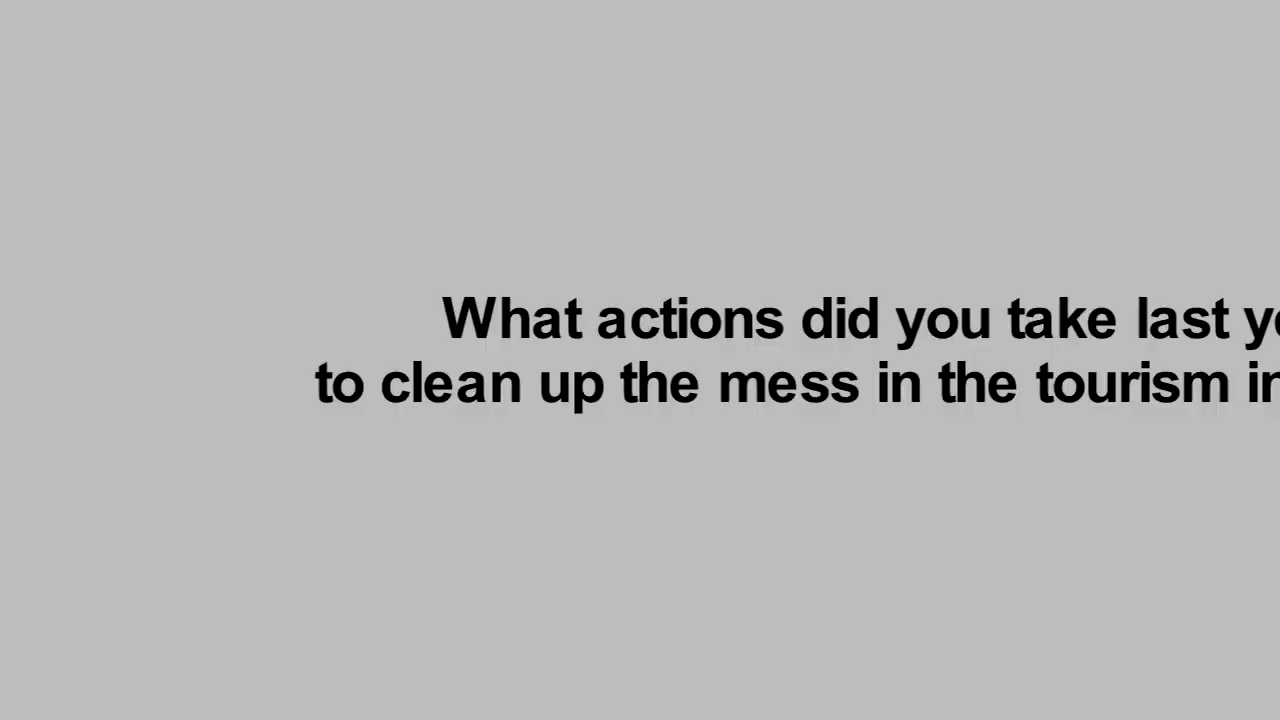 What actions did you take last
to clean up the mess in the tourism